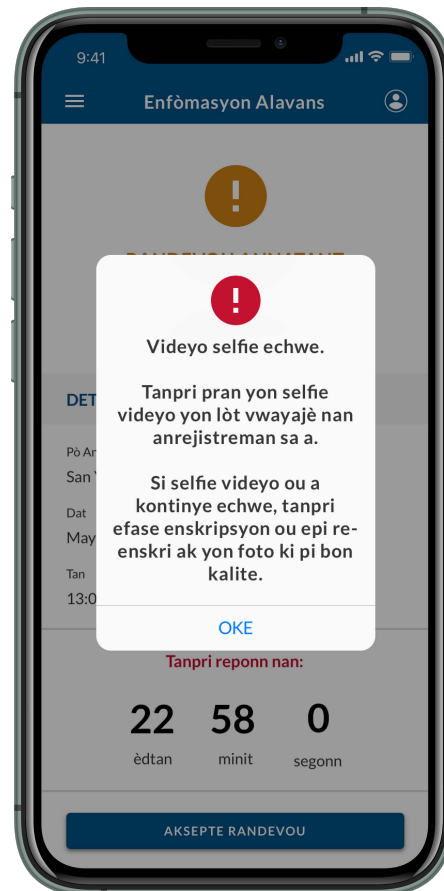 9:41
Enfòmasyon Alavans
Videyo selfie echwe.
Tanpri pran yon selfie
videyo yon lòt vwayajè nan
anrejistreman sa a.
Si selfie videyo ou a
kontinye echwe, tanpri
efase enskripsyon ou epi re-
enskri ak yon foto ki pi bon
kalite.
OKE
DET
Pò
San
Dat
May
Tan
13:0
Tanpri reponn nan:
22 58 0
èdtan minit segonn
AKSEPTE RANDEVOU